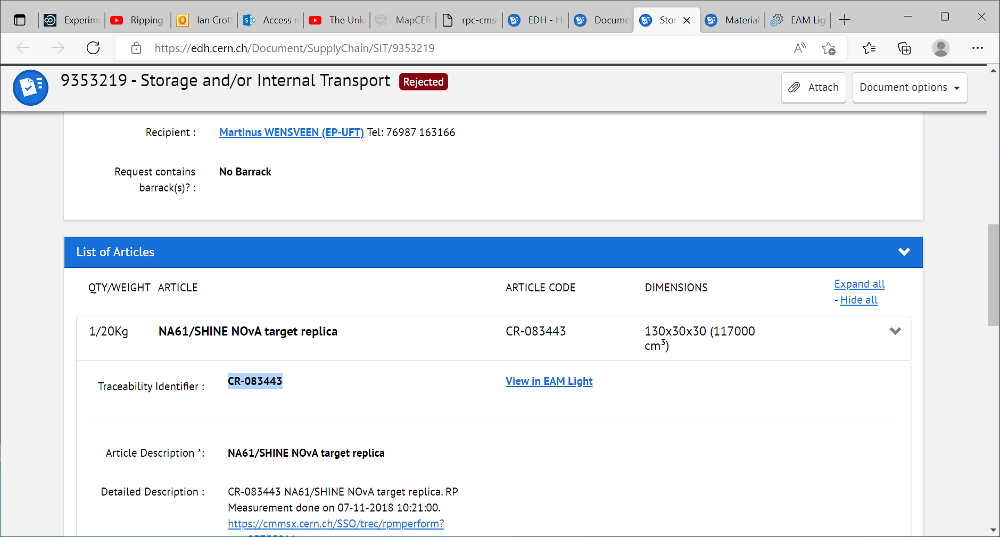 Experime
Ripping
Ian Crott
Access re
The Unk
MapCER
rpc-cms-
EDH - Ho
Docume
Stor
Material
EAM Lig
https://edh.cern.ch/Document/SupplyChain/SIT/9353219
9353219 - Storage and/or Internal Transport
Rejected
Attach
Document options
Recipient :
Martinus WENSVEEN (EP-UFT) Tel: 76987 163166
Request contains
barrack(s)? :
No Barrack
List of Articles
QTY/WEIGHT
ARTICLE
ARTICLE CODE
DIMENSIONS
Expand all
- Hide all
1/20Kg
NA61/SHINE NOvA target replica
CR-083443
130x30x30 (117000
cm³)
Traceability Identifier :
CR-083443
View in EAM Light
Article Description *:
NA61/SHINE NOvA target replica
Detailed Description :
CR-083443 NA61/SHINE NOvA target replica. RP
Measurement done on 07-11-2018 10:21:00.
https://cmmsx.cern.ch/SSO/trec/rpmperform?